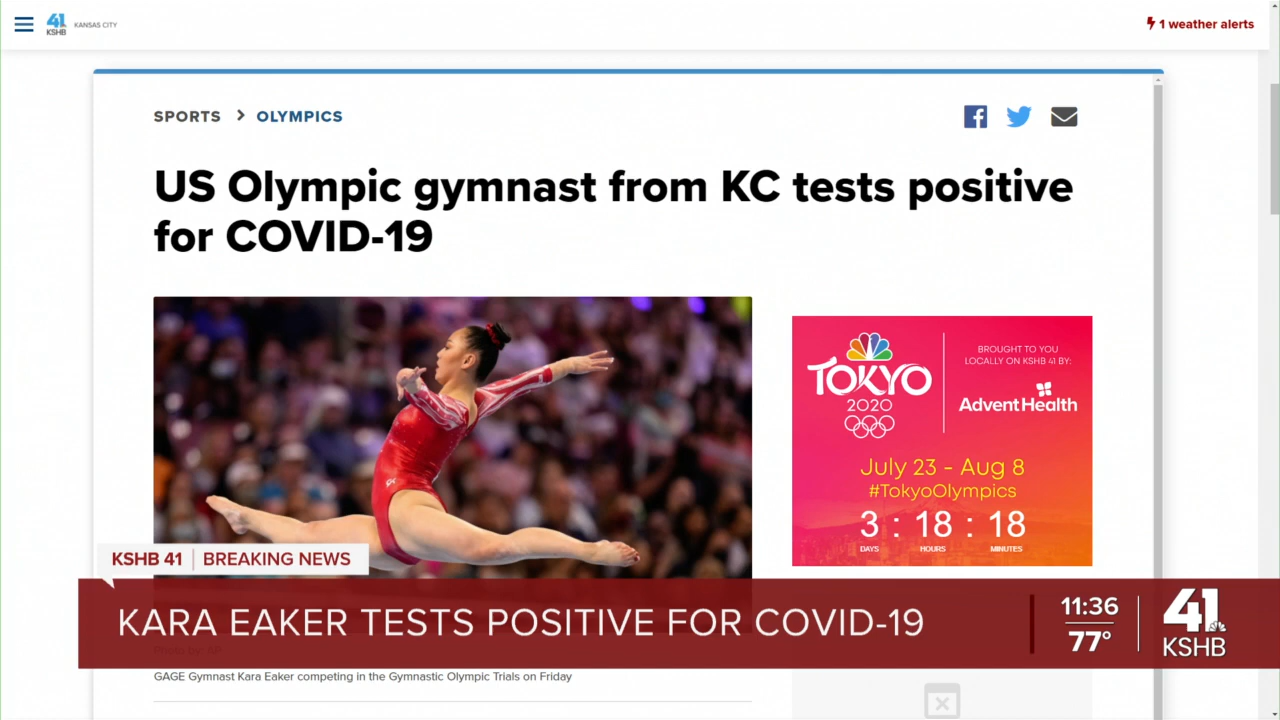 41
KSHB
KANSAS CITY
1 weather alerts
SPORTS > OLYMPICS
US Olympic gymnast from KC tests positive
for COVID-19
TOKYO
2020
BROUGHT TO YOU
LOCALLY ON KSHB 41 BY:
AdventHealth
July 23 - Aug 8
#TokyoOlympics
3 : 18 : 18
DAYS HOURS MINUTES
KSHB 41 | BREAKING NEWS
KARA EAKER TESTS POSITIVE FOR COVID-19
11:36
77°
41
KSHB
GAGE Gymnast Kara Eaker competing in the Gymnastic Olympic Trials on Friday